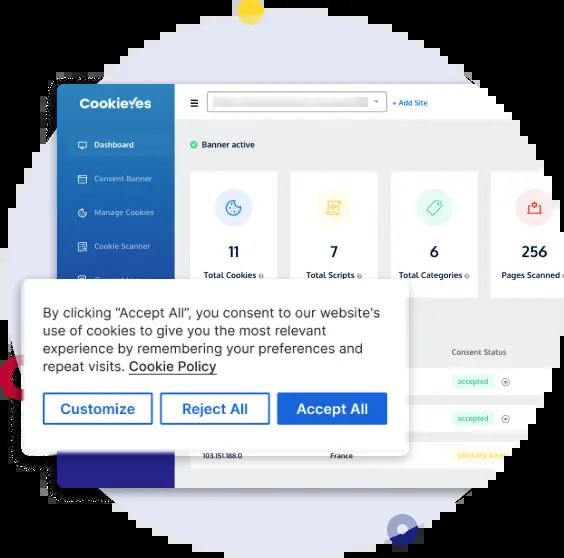 CookieYes
+ Add Site
Dashboard
Banner active
Consent Banner
Manage Cookies
Cookie Scanner
11
7
6
256
Total Cookies
Total Scripts
Total Categories
Pages Scanned
By clicking “Accept All”, you consent to our website's
use of cookies to give you the most relevant
experience by remembering your preferences and
repeat visits. Cookie Policy
Customize
Reject All
Accept All
Consent Status
accepted
accepted
103.151.188.0
France
partially